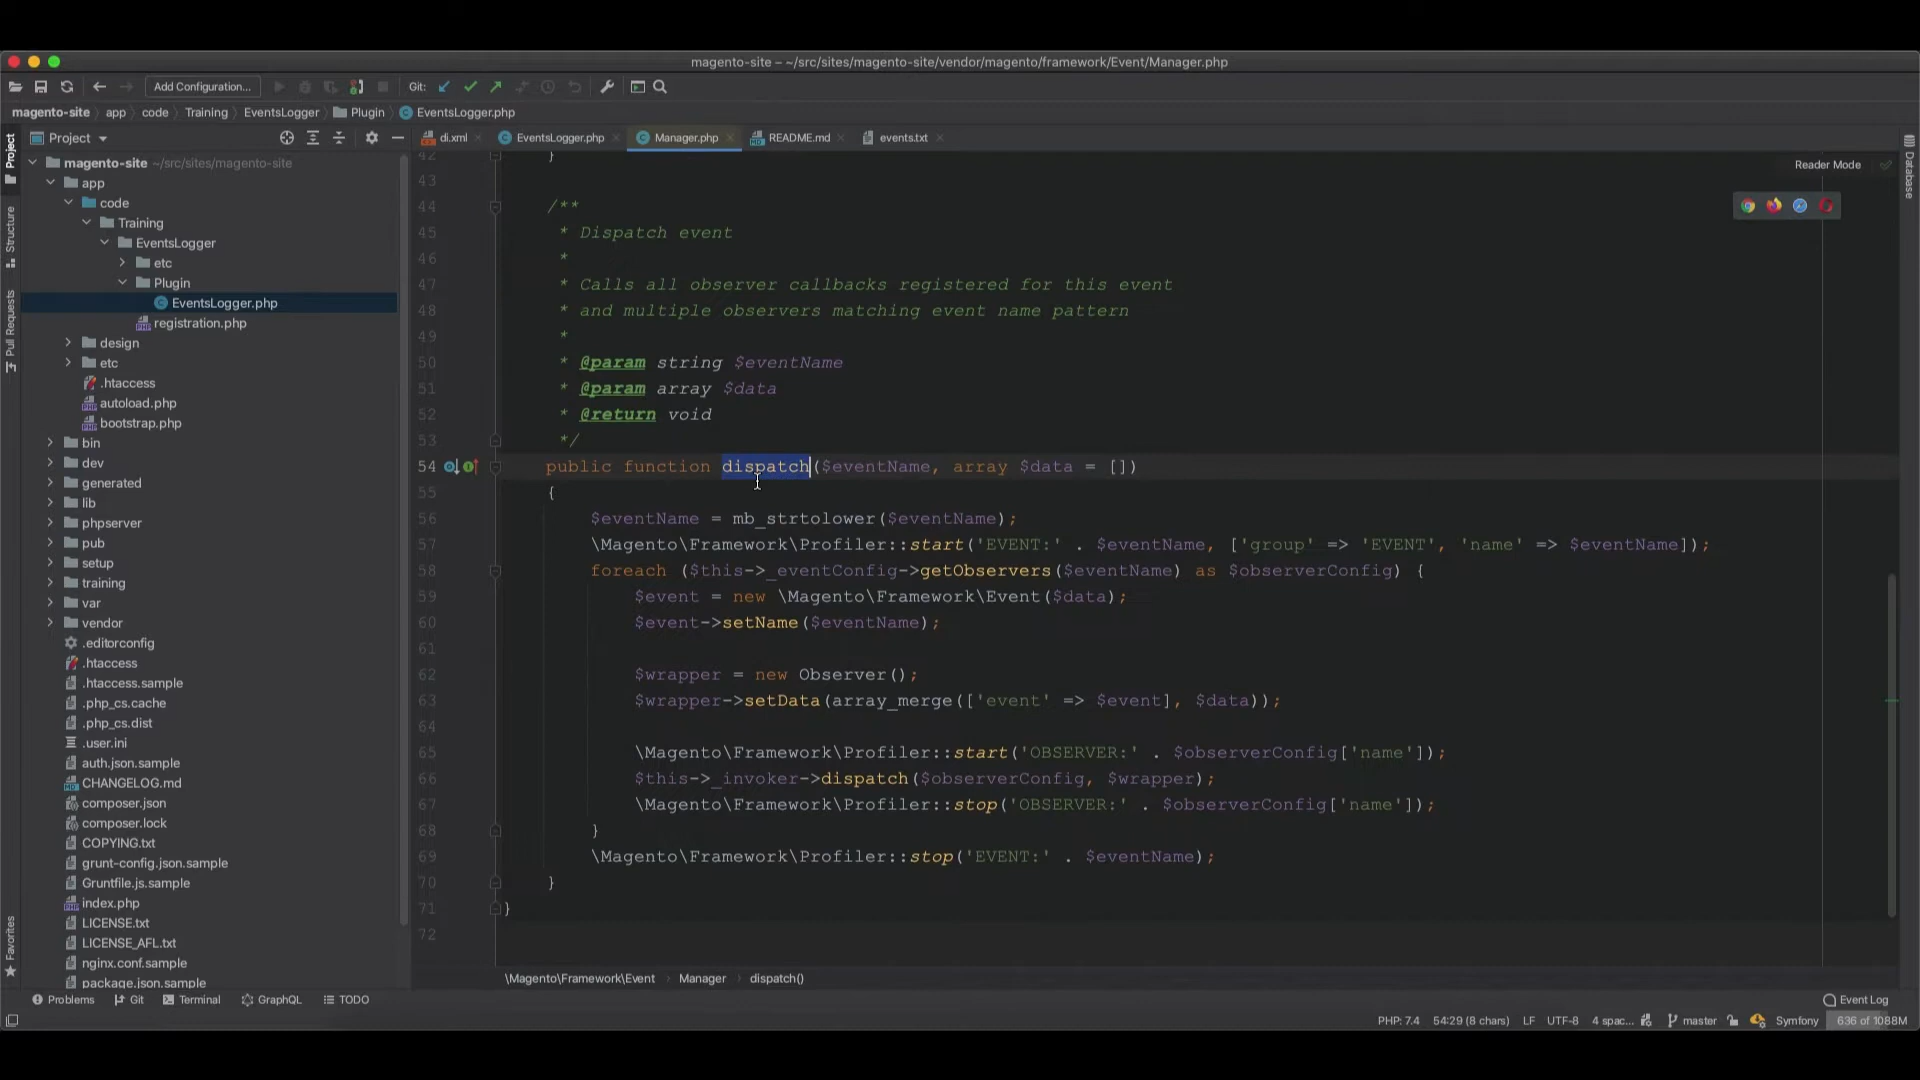 magento-site – ~/src/sites/magento-site/vendor/magento/framework/Event/Manager.php
Add Configuration... Git:
magento-site app code Training EventsLogger Plugin EventsLogger.php
Project di.xml EventsLogger.php Manager.php README.md events.txt
Project
Structure
Pull Requests
Favorites
Database
Reader Mode
magento-site ~/src/sites/magento-site
app
code
Training
EventsLogger
etc
Plugin
EventsLogger.php
registration.php
design
etc
.htaccess
autoload.php
bootstrap.php
bin
dev
generated
lib
phpserver
pub
setup
training
var
vendor
.editorconfig
.htaccess
.htaccess.sample
.php_cs.cache
.php_cs.dist
.user.ini
auth.json.sample
CHANGELOG.md
composer.json
composer.lock
COPYING.txt
grunt-config.json.sample
Gruntfile.js.sample
index.php
LICENSE.txt
LICENSE_AFL.txt
nginx.conf.sample
package.json.sample
42 }
43
44 /**
45 * Dispatch event
46 *
47 * Calls all observer callbacks registered for this event
48 * and multiple observers matching event name pattern
49 *
50 * @param string $eventName
51 * @param array $data
52 * @return void
53 */
54 public function dispatch($eventName, array $data = [])
55 {
56 $eventName = mb_strtolower($eventName);
57 \Magento\Framework\Profiler::start('EVENT:' . $eventName, ['group' => 'EVENT', 'name' => $eventName]);
58 foreach ($this->_eventConfig->getObservers($eventName) as $observerConfig) {
59 $event = new \Magento\Framework\Event($data);
60 $event->setName($eventName);
61
62 $wrapper = new Observer();
63 $wrapper->setData(array_merge(['event' => $event], $data));
64
65 \Magento\Framework\Profiler::start('OBSERVER:' . $observerConfig['name']);
66 $this->_invoker->dispatch($observerConfig, $wrapper);
67 \Magento\Framework\Profiler::stop('OBSERVER:' . $observerConfig['name']);
68 }
69 \Magento\Framework\Profiler::stop('EVENT:' . $eventName);
70 }
71 }
72
\Magento\Framework\Event Manager dispatch()
Problems Git Terminal GraphQL TODO Event Log
PHP: 7.4 54:29 (8 chars) LF UTF-8 4 spac... master Symfony 636 of 1088M